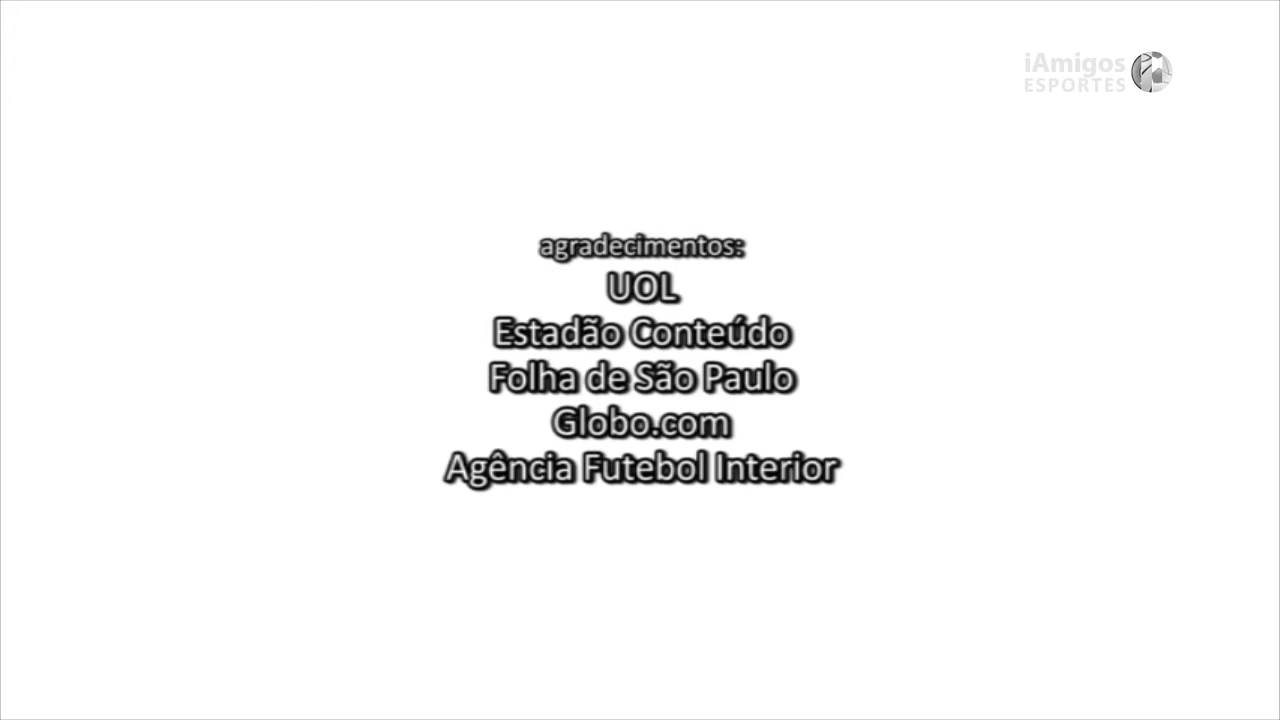 iAmigos
ESPORTES
agradecimentos:
UOL
Estadão Conteúdo
Folha de São Paulo
Globo.com
Agência Futebol Interior